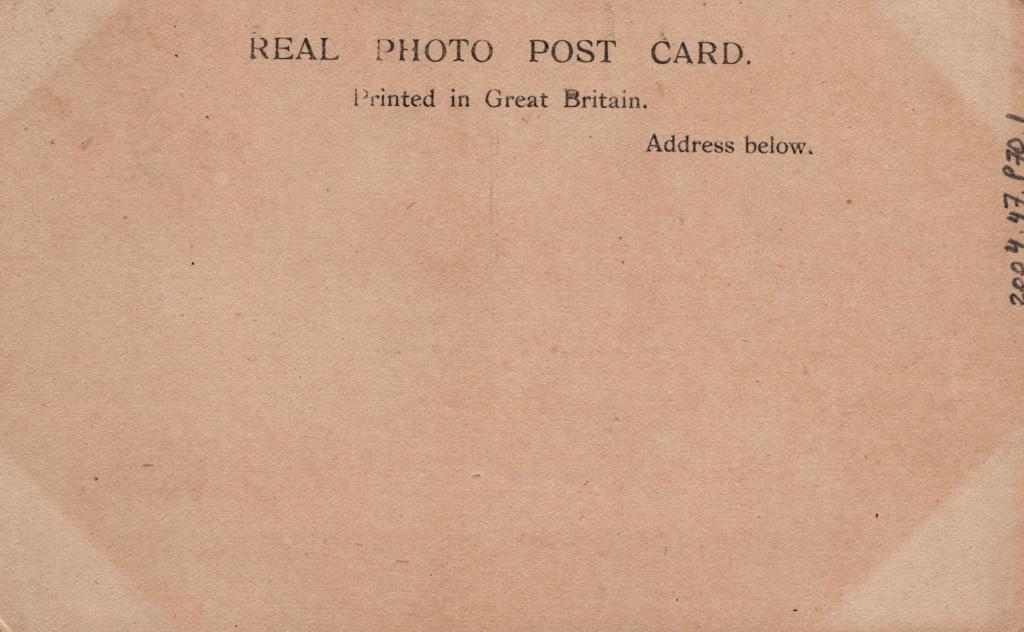 REAL PHOTO POST CARD.
Printed in Great Britain.
Address below.
2004.47.P70.1